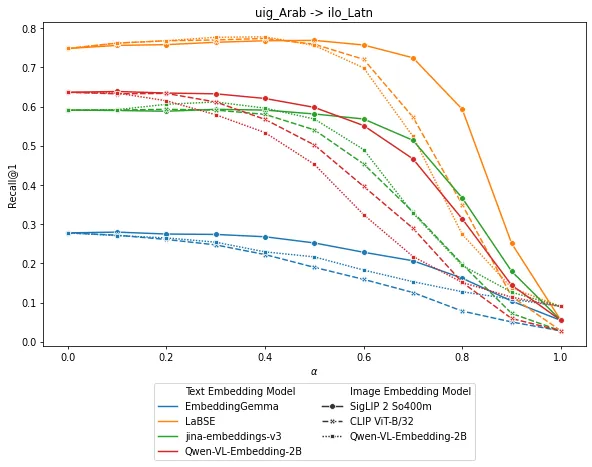 uig_Arab -> ilo_Latn
Recall@1
0.8
0.7
0.6
0.5
0.4
0.3
0.2
0.1
0.0
0.0
0.2
0.4
0.6
0.8
1.0
α
Text Embedding Model
EmbeddingGemma
LaBSE
jina-embeddings-v3
Qwen-VL-Embedding-2B
Image Embedding Model
SigLIP 2 So400m
CLIP ViT-B/32
Qwen-VL-Embedding-2B